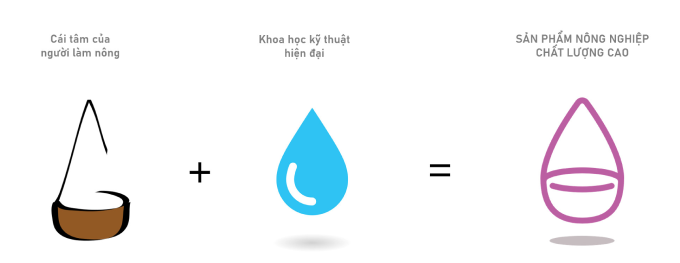 Cái tâm của
người làm nông
Khoa học kỹ thuật
hiện đại
SẢN PHẨM NÔNG NGHIỆP
CHẤT LƯỢNG CAO
+
=